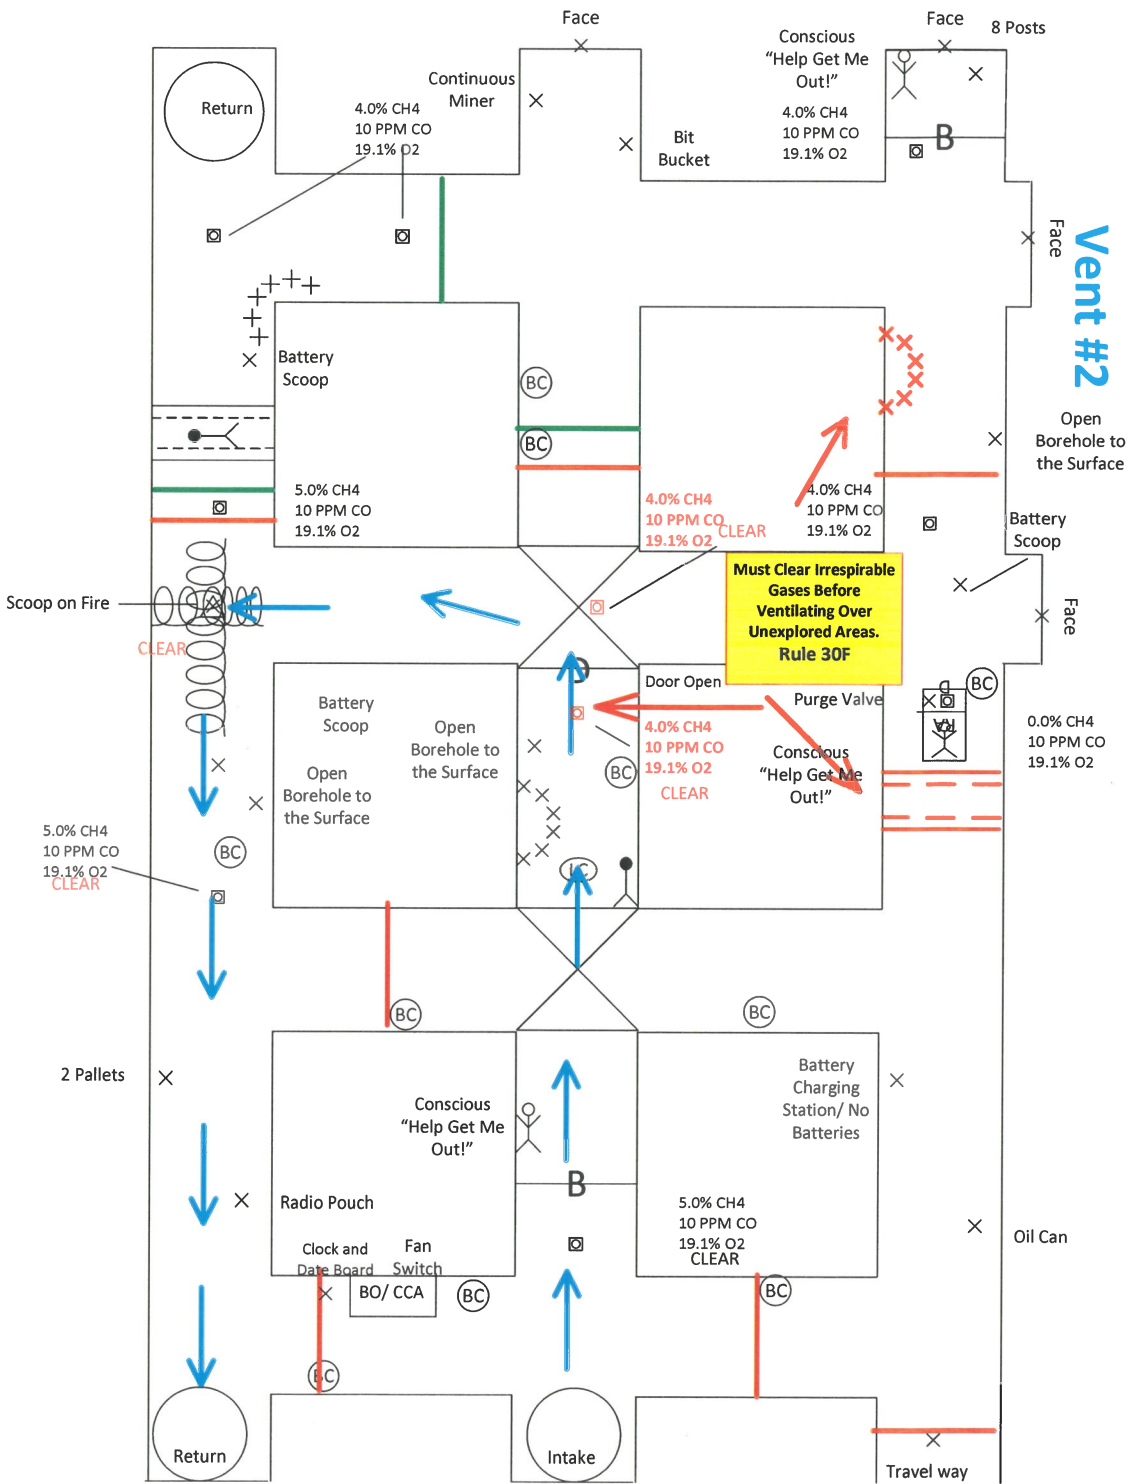 Face
Face
8 Posts
Conscious
“Help Get Me
Out!”
Continuous
Miner
Return
4.0% CH4
10 PPM CO
19.1% O2
4.0% CH4
10 PPM CO
19.1% O2
Bit
Bucket
B
Face
Vent #2
Battery
Scoop
BC
BC
Open
Borehole to
the Surface
5.0% CH4
10 PPM CO
19.1% O2
4.0% CH4
10 PPM CO
19.1% O2
CLEAR
4.0% CH4
10 PPM CO
19.1% O2
Battery
Scoop
Must Clear Irrespirable
Gases Before
Ventilating Over
Unexplored Areas.
Rule 30F
Scoop on Fire
CLEAR
Face
D
Door Open
Purge Valve
D
BC
RA
Battery
Scoop
Open
Borehole to
the Surface
4.0% CH4
10 PPM CO
19.1% O2
CLEAR
BC
0.0% CH4
10 PPM CO
19.1% O2
Conscious
“Help Get Me
Out!”
Open
Borehole to
the Surface
5.0% CH4
10 PPM CO
19.1% O2
CLEAR
BC
BC
BC
2 Pallets
Battery
Charging
Station/ No
Batteries
Conscious
“Help Get Me
Out!”
B
Radio Pouch
5.0% CH4
10 PPM CO
19.1% O2
CLEAR
Oil Can
Clock and
Date Board
Fan
Switch
BO/ CCA
BC
BC
BC
Return
Intake
Travel way